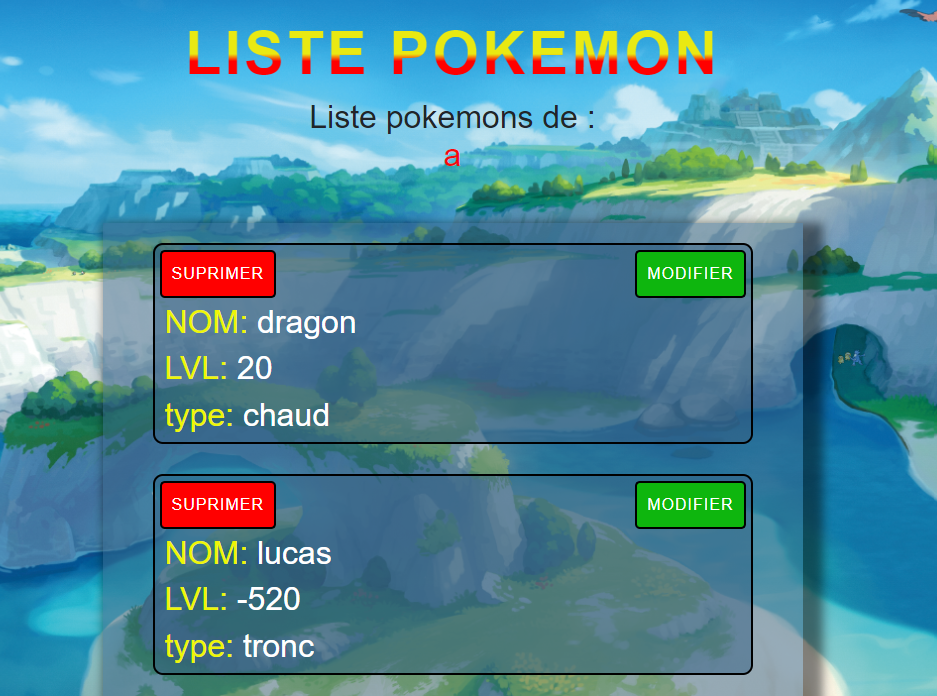 LISTE POKEMON
Liste pokemons de :
a
SUPRIMER MODIFIER
NOM: dragon
LVL: 20
type: chaud
SUPRIMER MODIFIER
NOM: lucas
LVL: -520
type: tronc